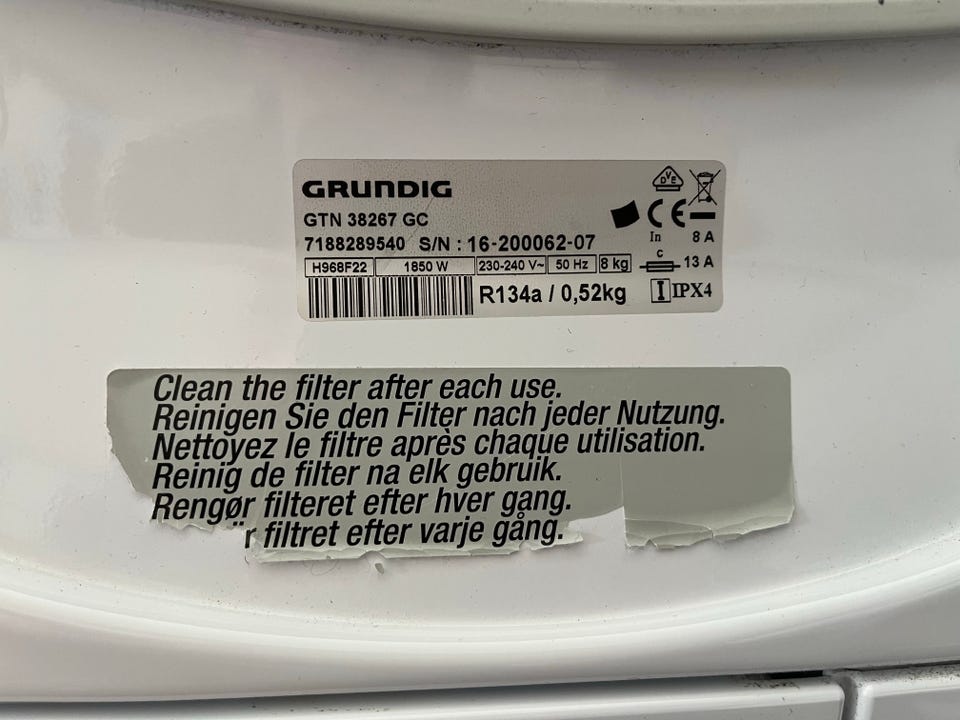 GRUNDIG
GTN 38267 GC
7188289540 S/N : 16-200062-07
H968F22 1850 W 230-240 V~ 50 Hz 8 kg
R134a / 0,52kg
DVE
CE
In 8 A
C 13 A
I IPX4
Clean the filter after each use.
Reinigen Sie den Filter nach jeder Nutzung.
Nettoyez le filtre après chaque utilisation.
Reinig de filter na elk gebruik.
Rengør filteret efter hver gang.
r filtret efter varje gång.